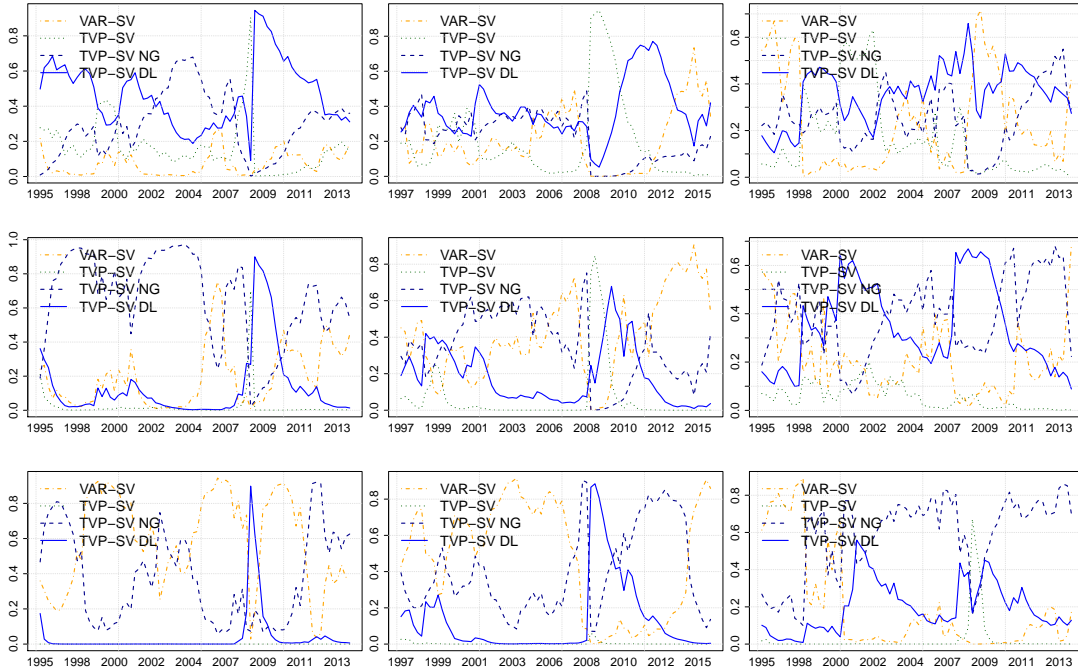 0.8
0.6
0.4
0.2
0.0
VAR−SV
TVP−SV
TVP−SV NG
TVP−SV DL
1995 1998 2000 2002 2004 2007 2009 2011 2013
0.8
0.6
0.4
0.2
0.0
VAR−SV
TVP−SV
TVP−SV NG
TVP−SV DL
1997 1999 2001 2003 2006 2008 2010 2012 2015
0.6
0.4
0.2
0.0
VAR−SV
TVP−SV
TVP−SV NG
TVP−SV DL
1995 1998 2000 2002 2004 2007 2009 2011 2013
1.0
0.8
0.6
0.4
0.2
0.0
VAR−SV
TVP−SV
TVP−SV NG
TVP−SV DL
1995 1998 2000 2002 2004 2007 2009 2011 2013
0.8
0.6
0.4
0.2
0.0
VAR−SV
TVP−SV
TVP−SV NG
TVP−SV DL
1997 1999 2001 2003 2006 2008 2010 2012 2015
0.6
0.4
0.2
0.0
VAR−SV
TVP−SV
TVP−SV NG
TVP−SV DL
1995 1998 2000 2002 2004 2007 2009 2011 2013
0.8
0.6
0.4
0.2
0.0
VAR−SV
TVP−SV
TVP−SV NG
TVP−SV DL
1995 1998 2000 2002 2004 2007 2009 2011 2013
0.8
0.6
0.4
0.2
0.0
VAR−SV
TVP−SV
TVP−SV NG
TVP−SV DL
1997 1999 2001 2003 2006 2008 2010 2012 2015
0.8
0.6
0.4
0.2
0.0
VAR−SV
TVP−SV
TVP−SV NG
TVP−SV DL
1995 1998 2000 2002 2004 2007 2009 2011 2013